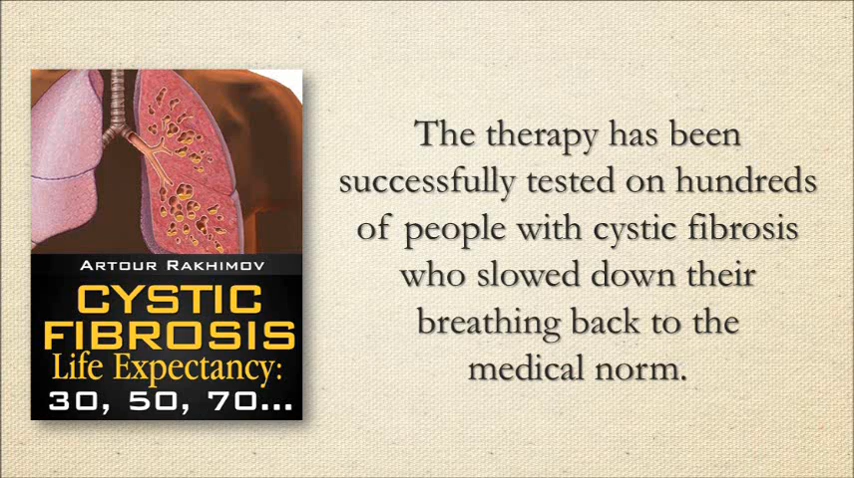 ARTOUR RAKHIMOV
CYSTIC
FIBROSIS
Life Expectancy:
30, 50, 70...
The therapy has been
successfully tested on hundreds
of people with cystic fibrosis
who slowed down their
breathing back to the
medical norm.